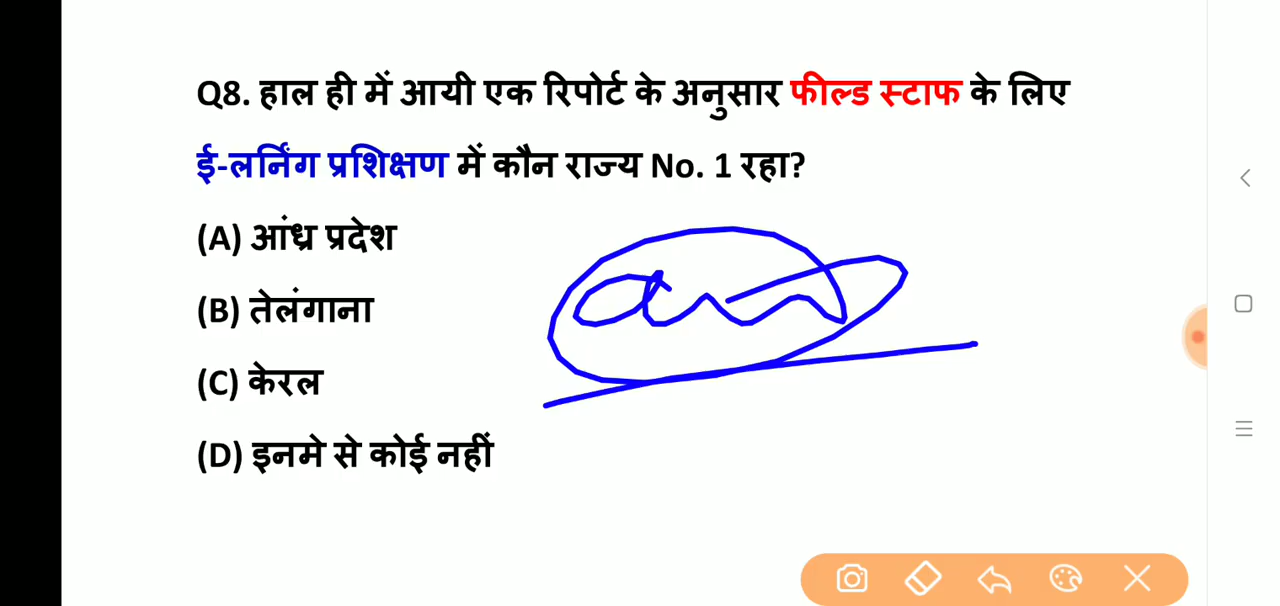 Q8. हाल ही में आयी एक रिपोर्ट के अनुसार फील्ड स्टाफ के लिए
ई-लर्निंग प्रशिक्षण में कौन राज्य No. 1 रहा?
(A) आंध्र प्रदेश
(B) तेलंगाना
(C) केरल
(D) इनमे से कोई नहीं